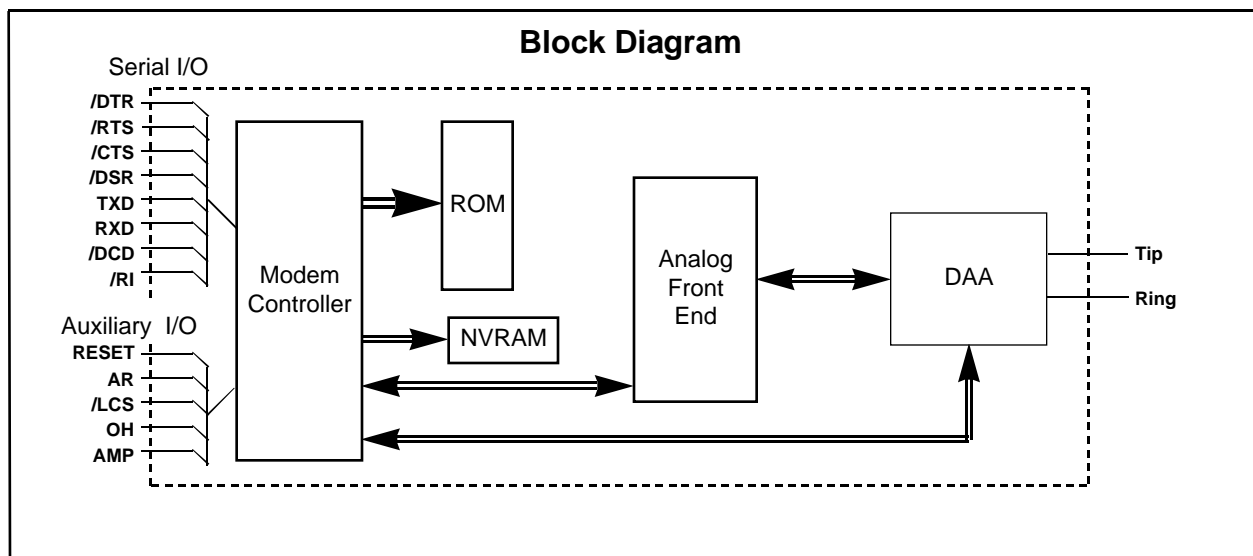 Block Diagram
Serial I/O
/DTR
/RTS
/CTS
/DSR
TXD
RXD
/DCD
/RI
Auxiliary I/O
RESET
AR
/LCS
OH
AMP
Modem
Controller
ROM
NVRAM
Analog
Front
End
DAA
Tip
Ring